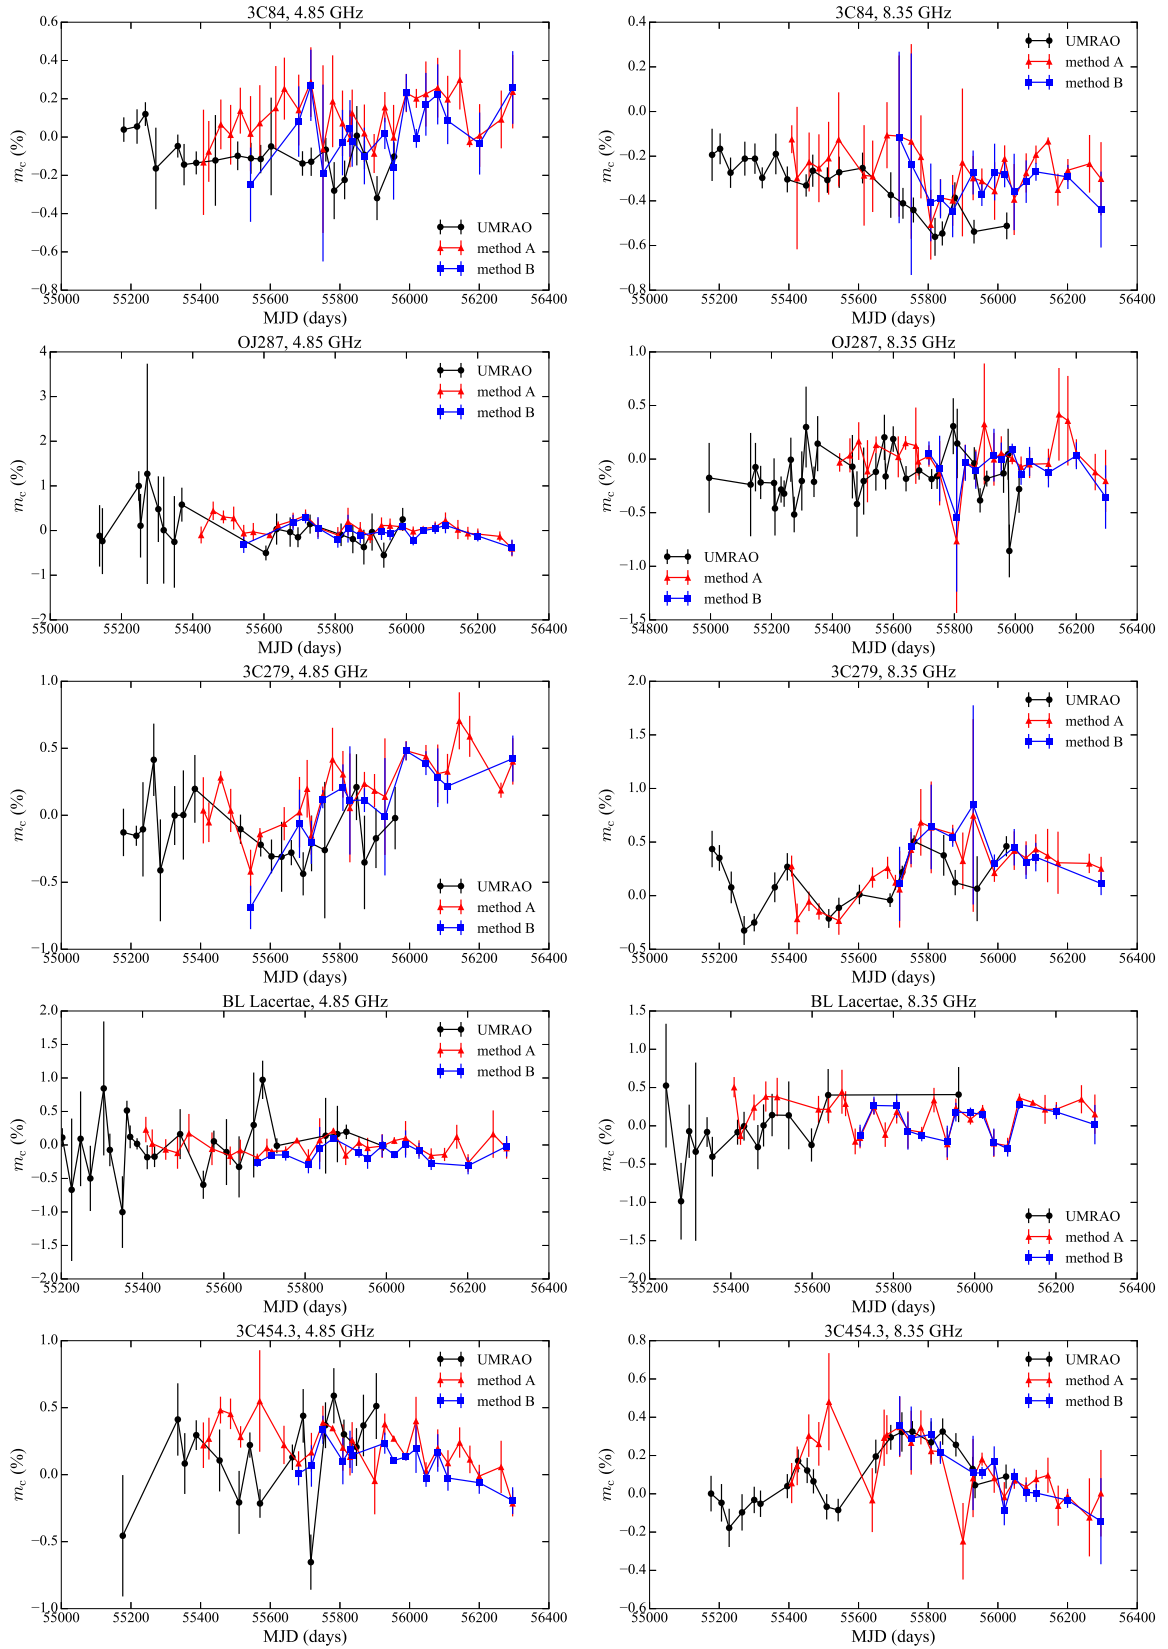 3C84, 4.85 GHz
0.6
0.4
0.2
0.0
−0.2
−0.4
−0.6
−0.8
m_c (%)
UMRAO
method A
method B
55000 55200 55400 55600 55800 56000 56200 56400
MJD (days)
3C84, 8.35 GHz
0.4
0.2
0.0
−0.2
−0.4
−0.6
−0.8
m_c (%)
UMRAO
method A
method B
55000 55200 55400 55600 55800 56000 56200 56400
MJD (days)
OJ287, 4.85 GHz
4
3
2
1
0
−1
−2
m_c (%)
UMRAO
method A
method B
55000 55200 55400 55600 55800 56000 56200 56400
MJD (days)
OJ287, 8.35 GHz
1.0
0.5
0.0
−0.5
−1.0
−1.5
m_c (%)
UMRAO
method A
method B
54800 55000 55200 55400 55600 55800 56000 56200 56400
MJD (days)
3C279, 4.85 GHz
1.0
0.5
0.0
−0.5
−1.0
m_c (%)
UMRAO
method A
method B
55000 55200 55400 55600 55800 56000 56200 56400
MJD (days)
3C279, 8.35 GHz
2.0
1.5
1.0
0.5
0.0
−0.5
m_c (%)
UMRAO
method A
method B
55000 55200 55400 55600 55800 56000 56200 56400
MJD (days)
BL Lacertae, 4.85 GHz
2.0
1.5
1.0
0.5
0.0
−0.5
−1.0
−1.5
−2.0
m_c (%)
UMRAO
method A
method B
55200 55400 55600 55800 56000 56200 56400
MJD (days)
BL Lacertae, 8.35 GHz
1.5
1.0
0.5
0.0
−0.5
−1.0
−1.5
−2.0
m_c (%)
UMRAO
method A
method B
55200 55400 55600 55800 56000 56200 56400
MJD (days)
3C454.3, 4.85 GHz
1.0
0.5
0.0
−0.5
−1.0
m_c (%)
UMRAO
method A
method B
55000 55200 55400 55600 55800 56000 56200 56400
MJD (days)
3C454.3, 8.35 GHz
0.8
0.6
0.4
0.2
0.0
−0.2
−0.4
−0.6
m_c (%)
UMRAO
method A
method B
55000 55200 55400 55600 55800 56000 56200 56400
MJD (days)